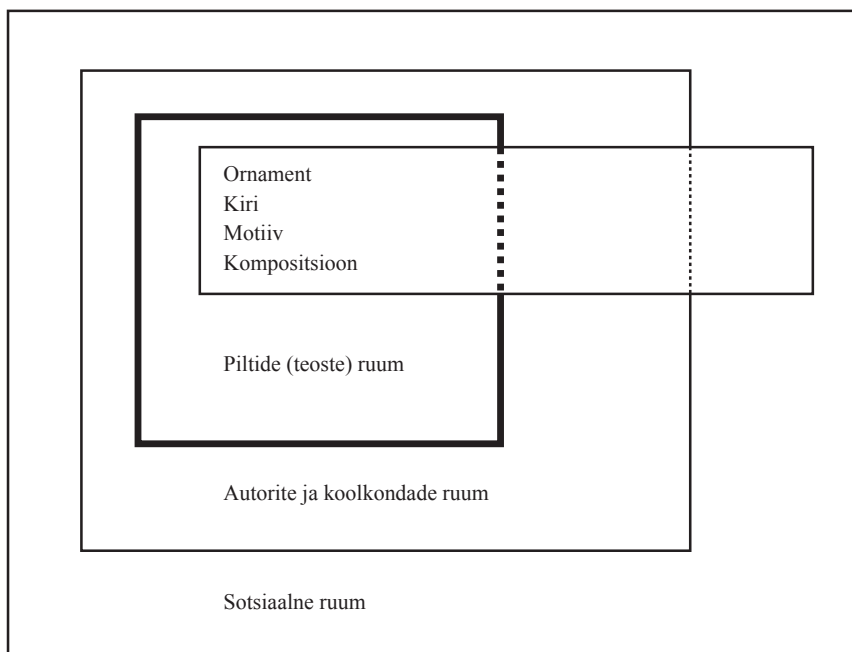 Ornament
Kiri
Motiiv
Kompositsioon
Piltide (teoste) ruum
Autorite ja koolkondade ruum
Sotsiaalne ruum